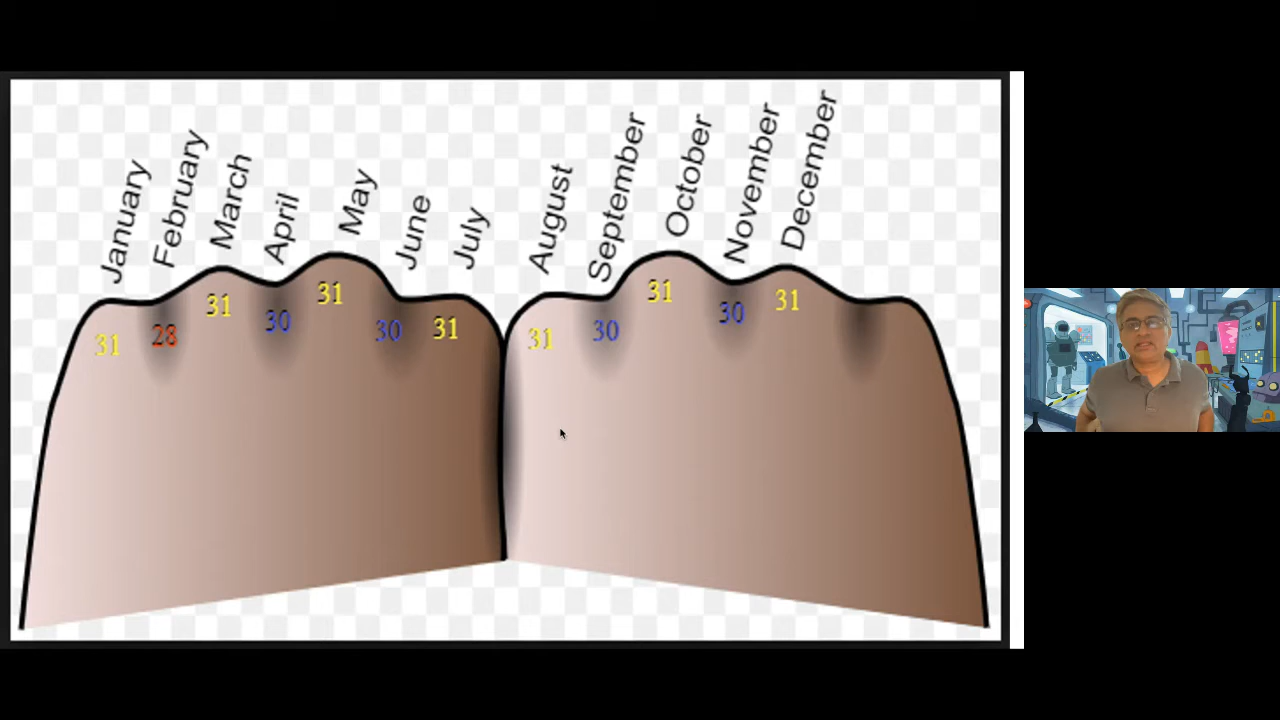 January
February
March
April
May
June
July
August
September
October
November
December
31
28
31
30
31
30
31
31
30
31
30
31